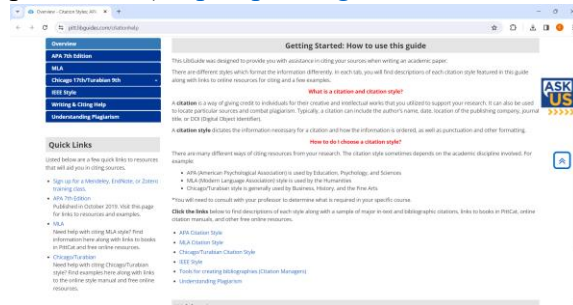 Overview - Citation Styles: APA
pitt.libguides.com/citationhelp
Overview
APA 7th Edition
MLA
Chicago 17th/Turabian 9th
IEEE Style
Writing & Citing Help
Understanding Plagiarism
Quick Links
Listed below are a few quick links to resources
that will aid you in citing sources.
Sign up for a Mendeley, EndNote, or Zotero
training class.
APA 7th Edition
Published in October 2019. Visit this page
for links to resources and examples.
MLA
Need help with citing MLA style? Find
information here along with links to books
in PittCat and free online resources.
Chicago/Turabian
Need help with citing Chicago/Turabian
style? Find examples here along with links
to the online style manual and free online
resources.
Getting Started: How to use this guide
This LibGuide was designed to provide you with assistance in citing your sources when writing an academic paper.
There are different styles which format the information differently. In each tab, you will find descriptions of each citation style featured in this guide
along with links to online resources for citing and a few examples.
What is a citation and citation style?
A citation is a way of giving credit to individuals for their creative and intellectual works that you utilized to support your research. It can also be used
to locate particular sources and combat plagiarism. Typically, a citation can include the author's name, date, location of the publishing company, journal
title, or DOI (Digital Object Identifier).
A citation style dictates the information necessary for a citation and how the information is ordered, as well as punctuation and other formatting.
How to do I choose a citation style?
There are many different ways of citing resources from your research. The citation style sometimes depends on the academic discipline involved. For
example:
APA (American Psychological Association) is used by Education, Psychology, and Sciences
MLA (Modern Language Association) style is used by the Humanities
Chicago/Turabian style is generally used by Business, History, and the Fine Arts
*You will need to consult with your professor to determine what is required in your specific course.
Click the links below to find descriptions of each style along with a sample of major in-text and bibliographic citations, links to books in PittCat, online
citation manuals, and other free online resources.
APA Citation Style
MLA Citation Style
Chicago/Turabian Citation Style
IEEE Style
Tools for creating bibliographies (Citation Managers)
Understanding Plagiarism
ASK
US